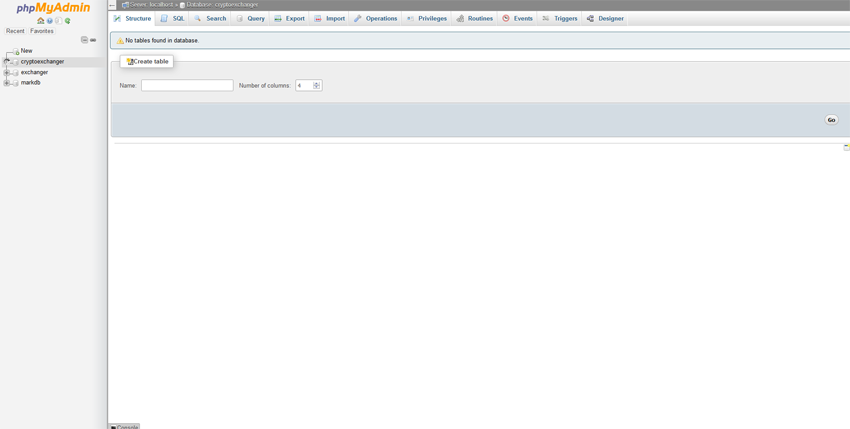 phpMyAdmin
Server: localhost » Database: cryptoexchanger
Structure SQL Search Query Export Import Operations Privileges Routines Events Triggers Designer
Recent Favorites
No tables found in database.
New
cryptoexchanger
exchanger
markdb
Create table
Name: Number of columns: 4
Go
Console